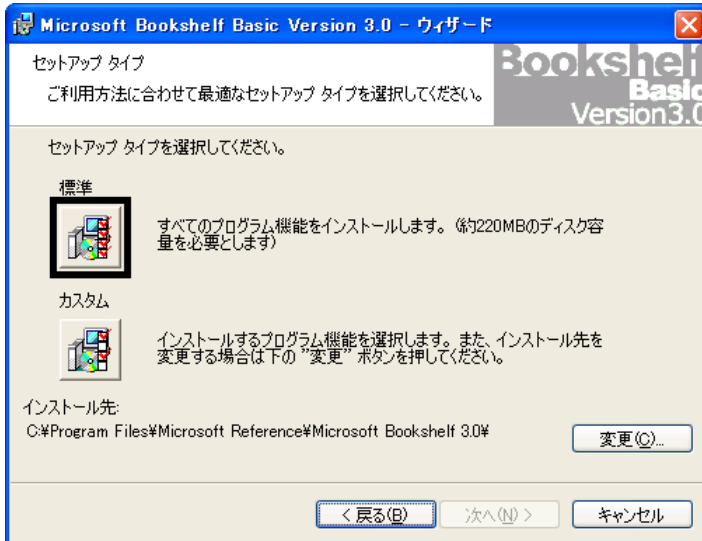 Microsoft Bookshelf Basic Version 3.0 - ウィザード
セットアップ タイプ
ご利用方法に合わせて最適なセットアップ タイプを選択してください。
Bookshelf
Basic
Version3.0
セットアップ タイプを選択してください。
標準
すべてのプログラム機能をインストールします。（約220MBのディスク容
量を必要とします）
カスタム
インストールするプログラム機能を選択します。また、インストール先を
変更する場合は下の ”変更” ボタンを押してください。
インストール先:
C:¥Program Files¥Microsoft Reference¥Microsoft Bookshelf 3.0¥
変更(C)...
< 戻る(B)
次へ(N) >
キャンセル